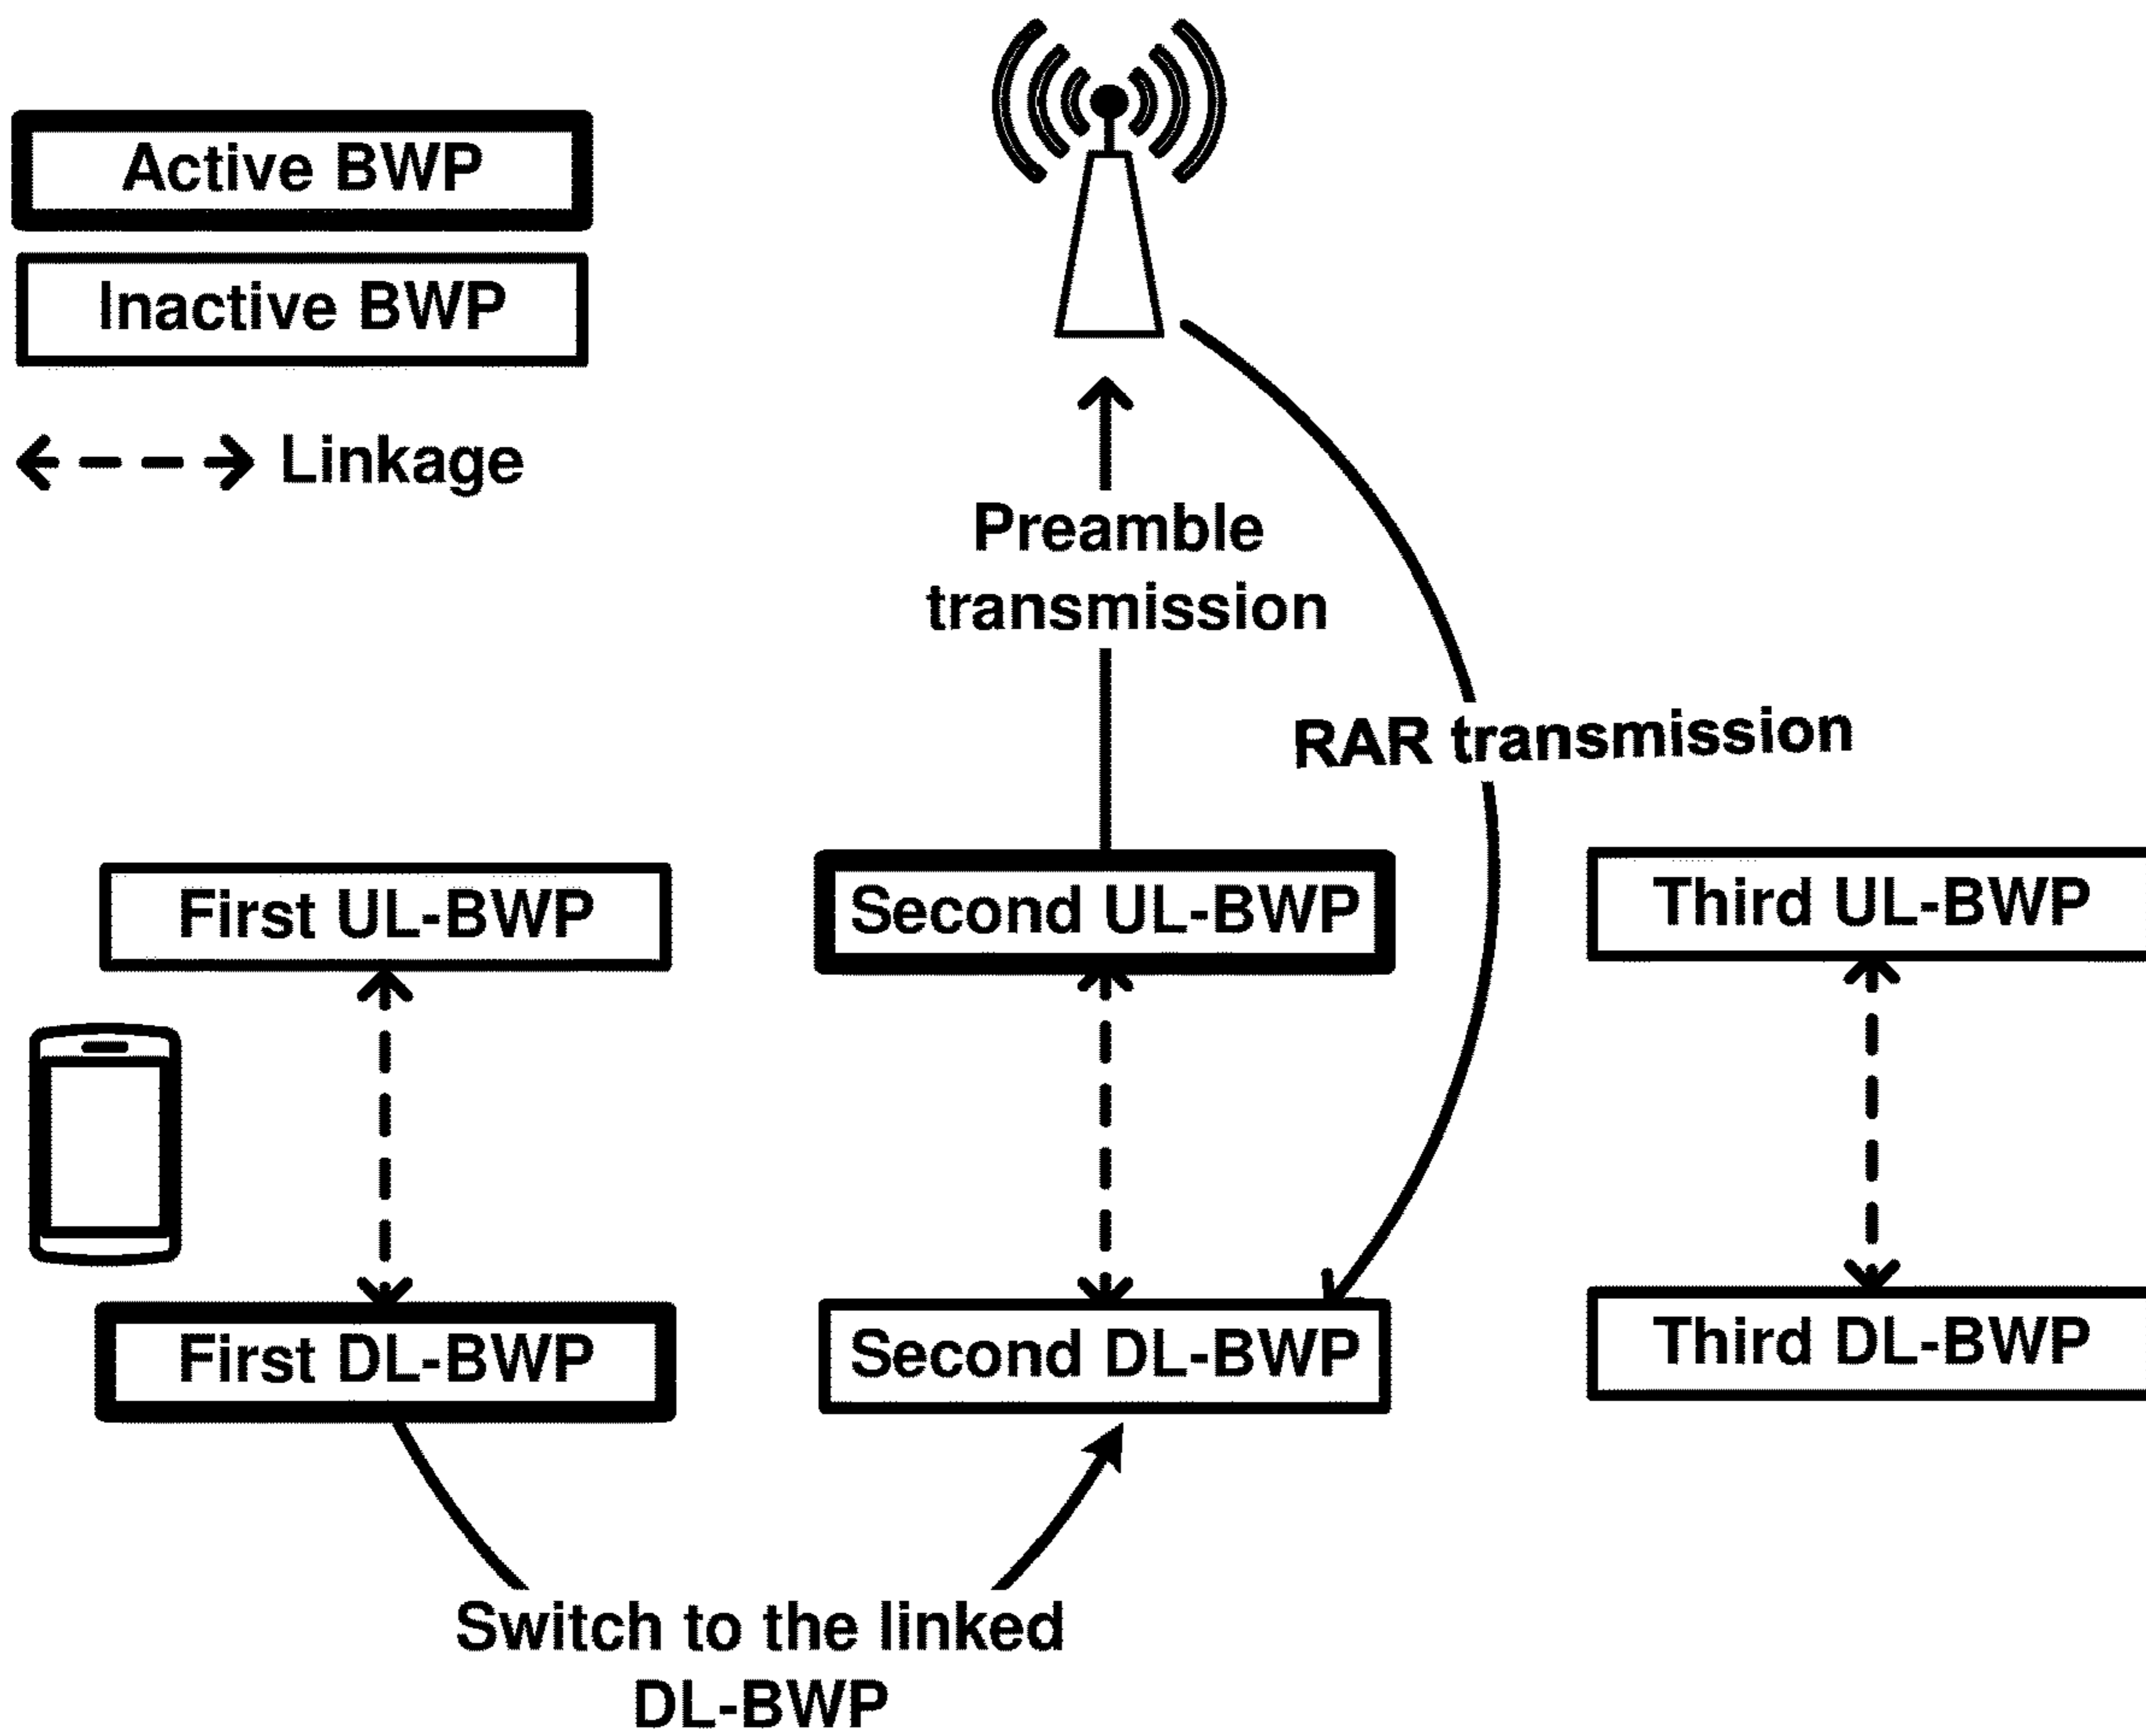 Active BWP
Inactive BWP
Linkage
Preamble
transmission
RAR transmission
First UL-BWP
Second UL-BWP
Third UL-BWP
First DL-BWP
Second DL-BWP
Third DL-BWP
Switch to the linked
DL-BWP